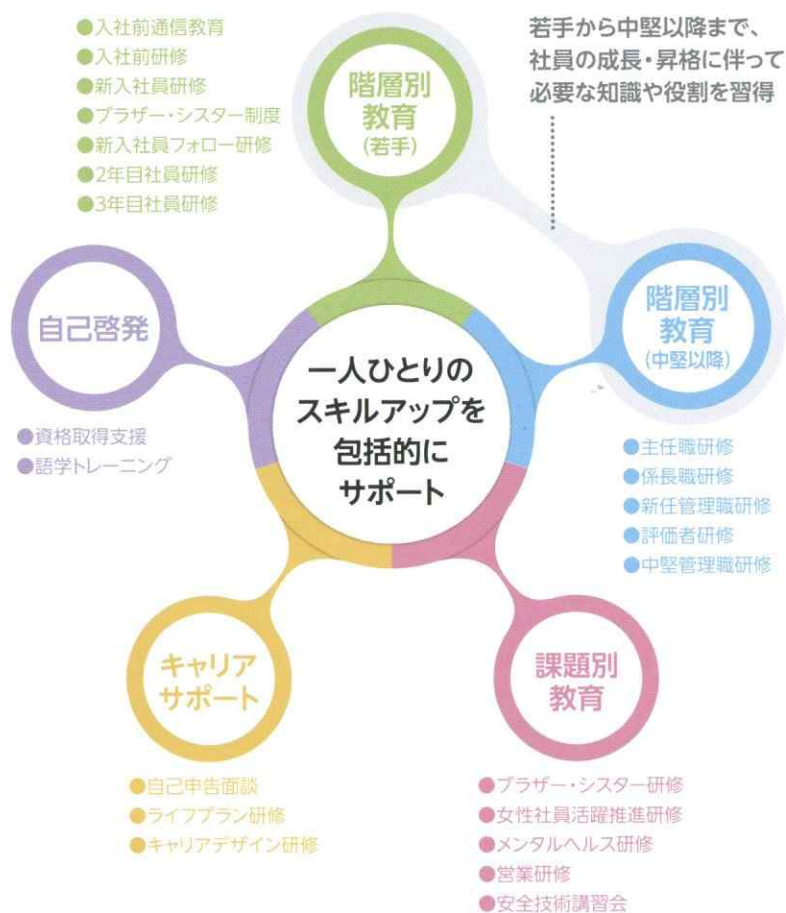 ●入社前通信教育
●入社前研修
●新入社員研修
●ブラザー・シスター制度
●新入社員フォロー研修
●2年目社員研修
●3年目社員研修
階層別
教育
(若手)
若手から中堅以降まで、
社員の成長・昇格に伴って
必要な知識や役割を習得
自己啓発
●資格取得支援
●語学トレーニング
一人ひとりの
スキルアップを
包括的に
サポート
階層別
教育
(中堅以降)
●主任職研修
●係長職研修
●新任管理職研修
●評価者研修
●中堅管理職研修
キャリア
サポート
●自己申告面談
●ライフプラン研修
●キャリアデザイン研修
課題別
教育
●ブラザー・シスター研修
●女性社員活躍推進研修
●メンタルヘルス研修
●営業研修
●安全技術講習会